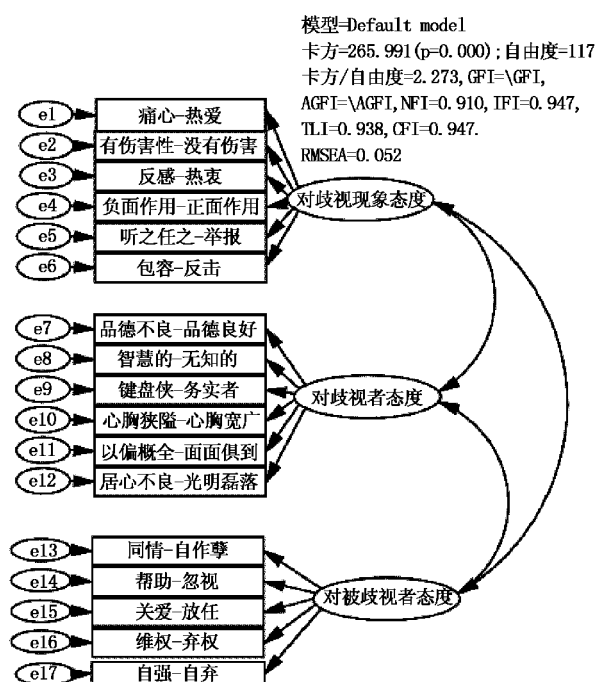 模型=Default model
卡方=265.991(p=0.000);自由度=117
卡方/自由度=2.273,GFI=\GFI,
AGFI=\AGFI,NFI=0.910,IFI=0.947,
TLI=0.938,CFI=0.947.
RMSEA=0.052
e1 痛心-热爱
e2 有伤害性-没有伤害
e3 反感-热衷
e4 负面作用-正面作用
e5 听之任之-举报
e6 包容-反击
对歧视现象态度
e7 品德不良-品德良好
e8 智慧的-无知的
e9 键盘侠-务实者
e10 心胸狭隘-心胸宽广
e11 以偏概全-面面俱到
e12 居心不良-光明磊落
对歧视者态度
e13 同情-自作孽
e14 帮助-忽视
e15 关爱-放任
e16 维权-弃权
e17 自强-自弃
对被歧视者态度